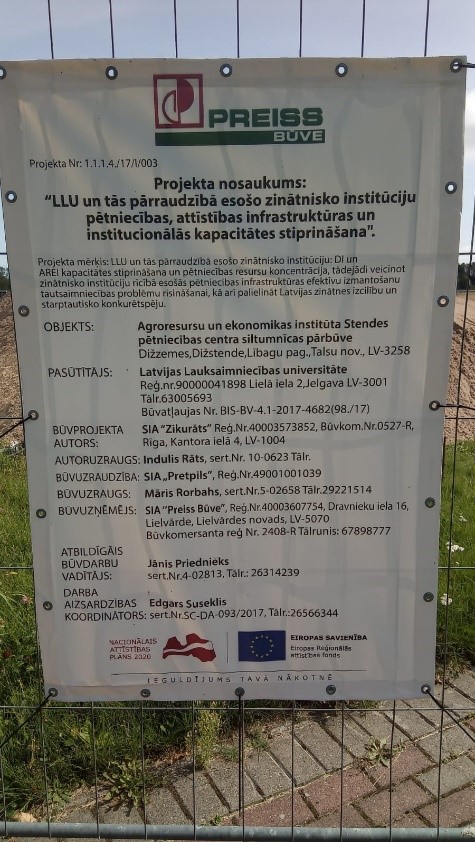 PREISS
BŪVE
Projekta Nr: 1.1.1.4./17/I/003
Projekta nosaukums:
“LLU un tās pārraudzībā esošo zinātnisko institūciju
pētniecības, attīstības infrastruktūras un
institucionālās kapacitātes stiprināšana”.
Projekta mērķis: LLU un tās pārraudzībā esošo zinātnisko institūciju: DI un
AREI kapacitātes stiprināšana un pētniecības resursu koncentrācija, tādejādi veicinot
zinātnisko institūciju rīcībā esošās pētniecības infrastruktūras efektīvu izmantošanu
tautsaimniecības problēmu risināšanai, kā arī palielināt Latvijas zinātnes izcilību un
starptautisko konkurētspēju.
OBJEKTS: Agroresursu un ekonomikas institūta Stendes
pētniecības centra siltumnīcas pārbūve
Dižzemes,Dižstende,Lībagu pag.,Talsu nov., LV-3258
PASŪTĪTĀJS: Latvijas Lauksaimniecības universitāte
Reģ.nr.90000041898 Lielā iela 2,Jelgava LV-3001
Tālr.63005693
Būvatļaujas Nr. BIS-BV-4.1-2017-4682(98./17)
BŪVPROJEKTA SIA “Zikurāts” Reģ.Nr.40003573852, Būvkom.Nr.0527-R,
AUTORS: Rīga, Kantora ielā 4, LV-1004
AUTORUZRAUGS: Indulis Rāts, sert.Nr. 10-0623 Tālr.
BŪVUZRAUDZĪBA: SIA „Pretpils”, Reģ.Nr.49001001039
BŪVUZRAUGS: Māris Rorbahs, sert.Nr.5-02658 Tālr.29221514
BŪVUZŅĒMĒJS: SIA “Preiss Būve”, Reģ.Nr.40003607754, Dravnieku iela 16,
Lielvārde, Lielvārdes novads, LV-5070
Būvkomersanta reģ Nr. 2408-R Tālrunis: 67898777
ATBILDĪGĀIS
BŪVDARBU Jānis Priednieks
VADĪTĀJS: sert.Nr.4-02813, Tālr.: 26314239
DARBA
AIZSARDZĪBAS Edgars Suseklis
KOORDINATORS: sert.Nr.SC-DA-093/2017, Tālr.:26566344
NACIONĀLAIS
ATTĪSTĪBAS
PLĀNS 2020
EIROPAS SAVIENĪBA
Eiropas Reģionālās
attīstības fonds
IEGULDĪJUMS TAVĀ NĀKOTNĒ